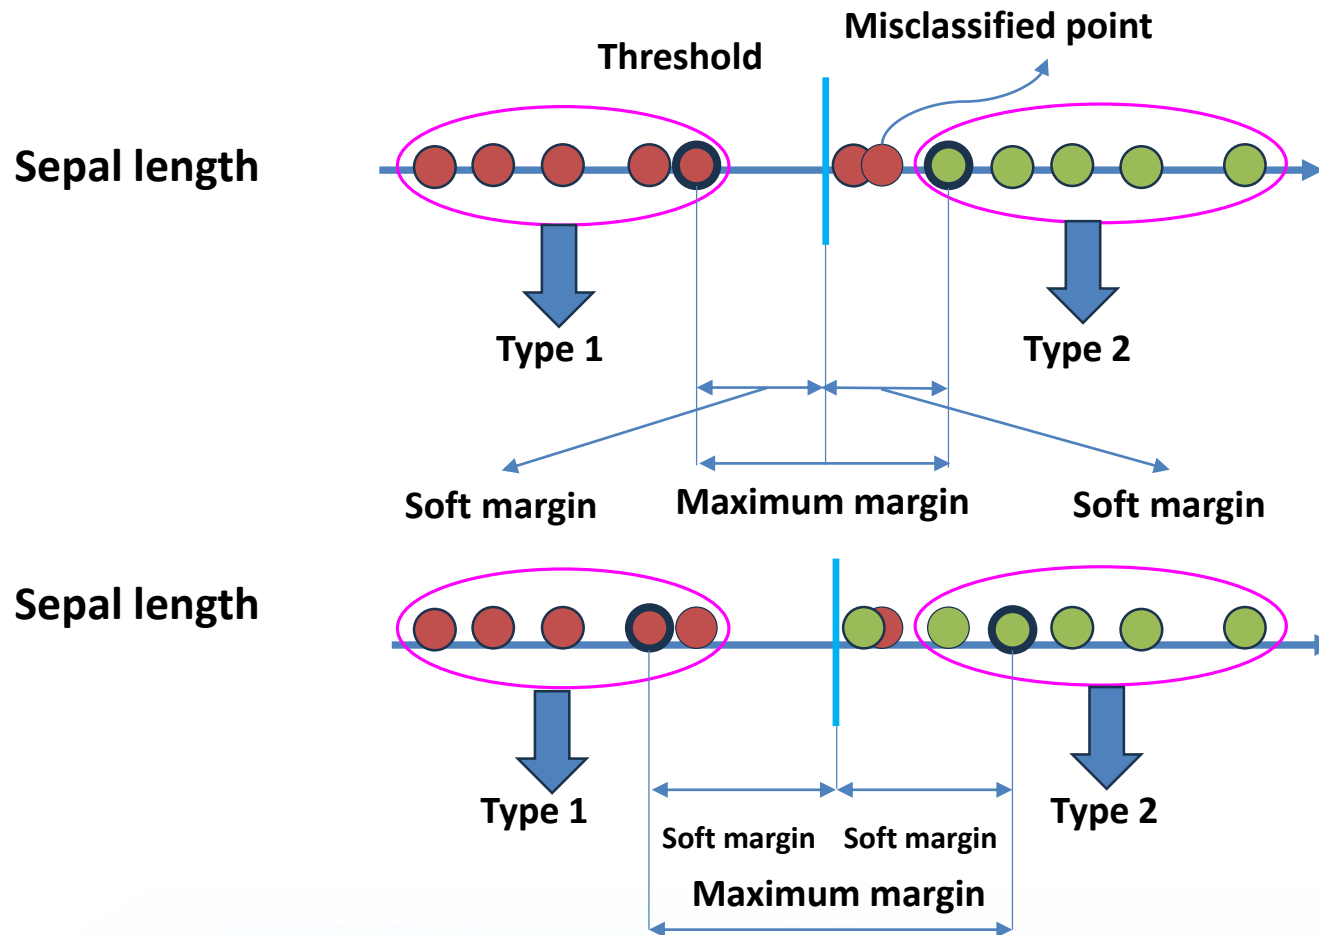 Misclassified point
Threshold
Sepal length
Type 1
Type 2
Soft margin
Maximum margin
Soft margin
Sepal length
Type 1
Type 2
Soft margin
Soft margin
Maximum margin